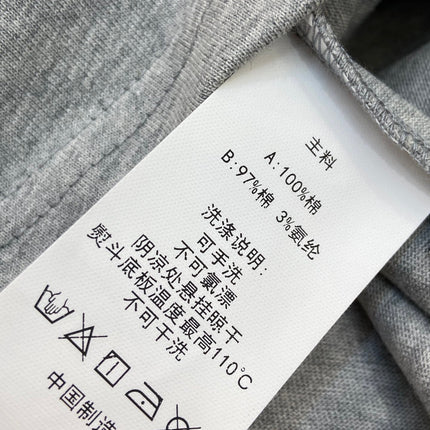 主料
A:100%棉
B:97%棉 3%氨纶
洗涤说明:
可手洗
不可氯漂
阴凉处悬挂晾干
熨斗底板温度最高110°C
不可干洗
中国制造